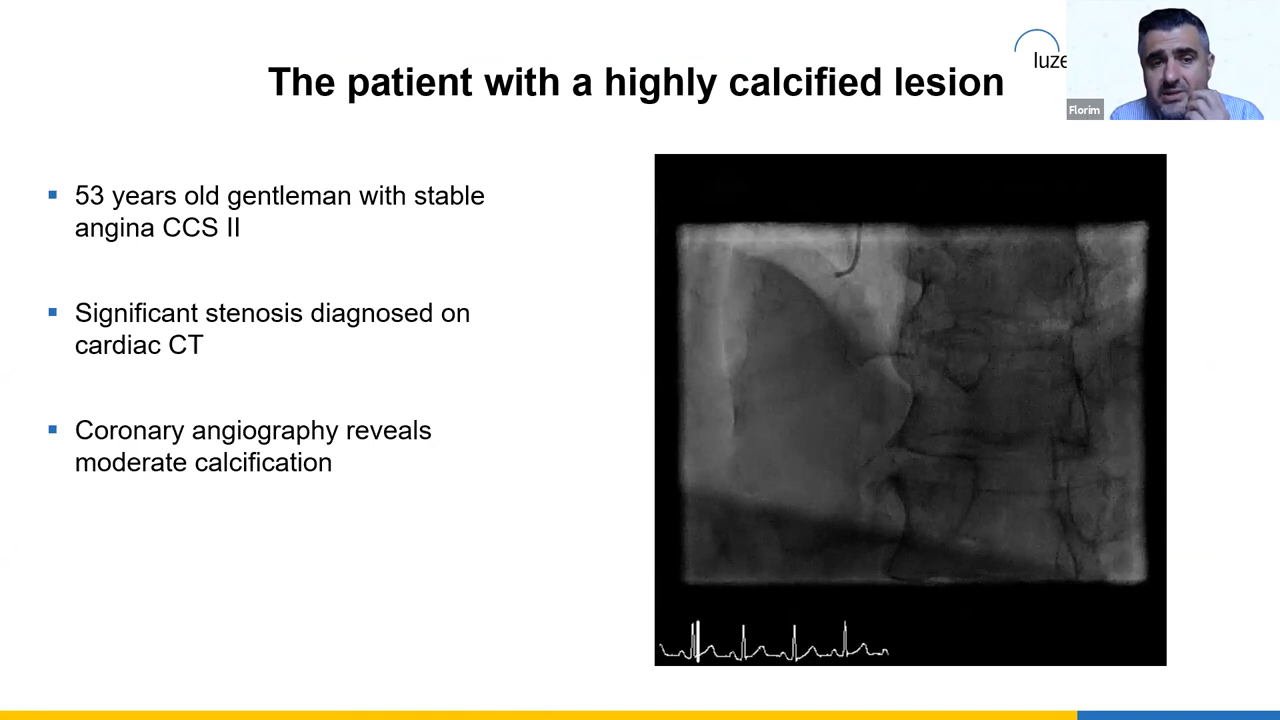 The patient with a highly calcified lesion
luze
Florim
53 years old gentleman with stable
angina CCS II
Significant stenosis diagnosed on
cardiac CT
Coronary angiography reveals
moderate calcification